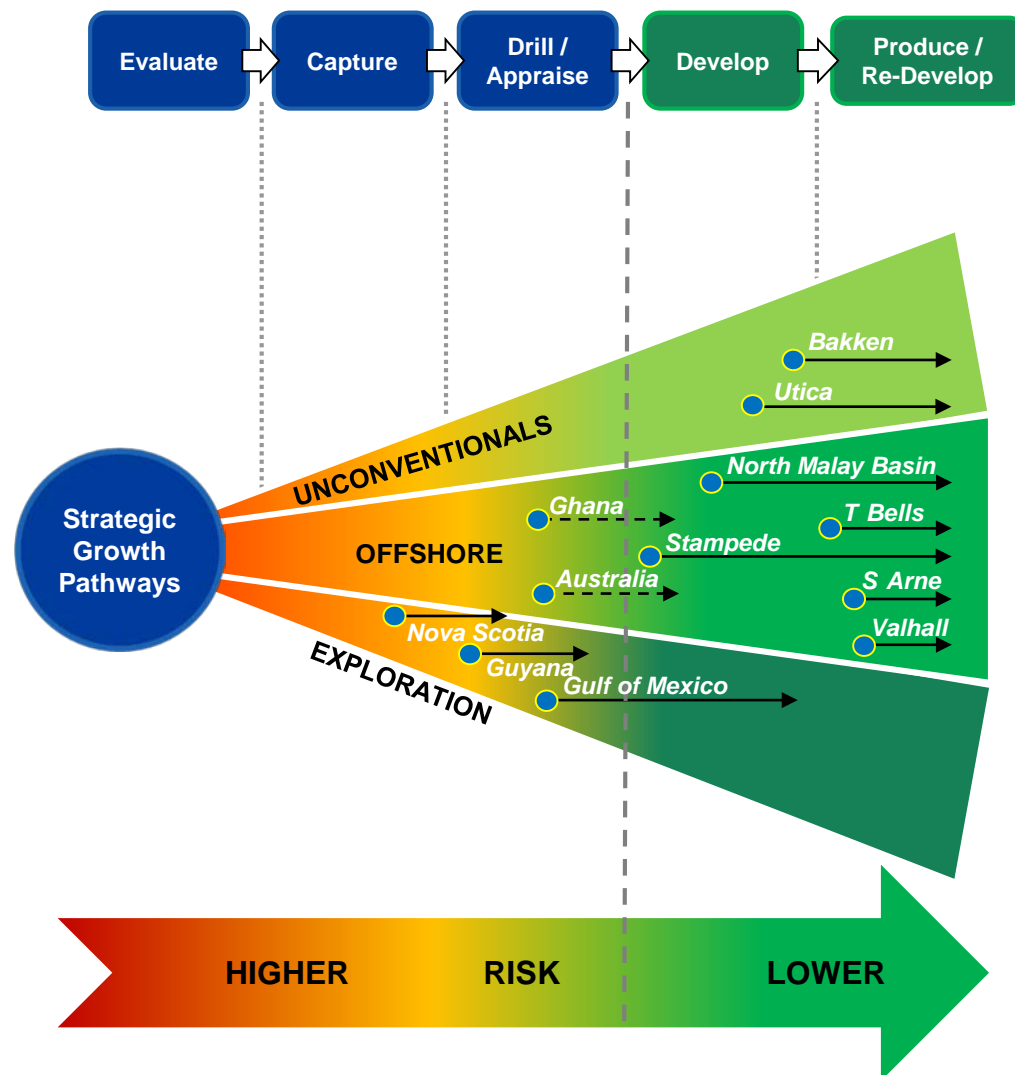 Evaluate
Capture
Drill /
Appraise
Develop
Produce /
Re-Develop
Bakken
Utica
UNCONVENTIONALS
North Malay Basin
Ghana
T Bells
Strategic
Growth
Pathways
OFFSHORE
Stampede
Australia
S Arne
Nova Scotia
Valhall
EXPLORATION
Guyana
Gulf of Mexico
HIGHER RISK LOWER